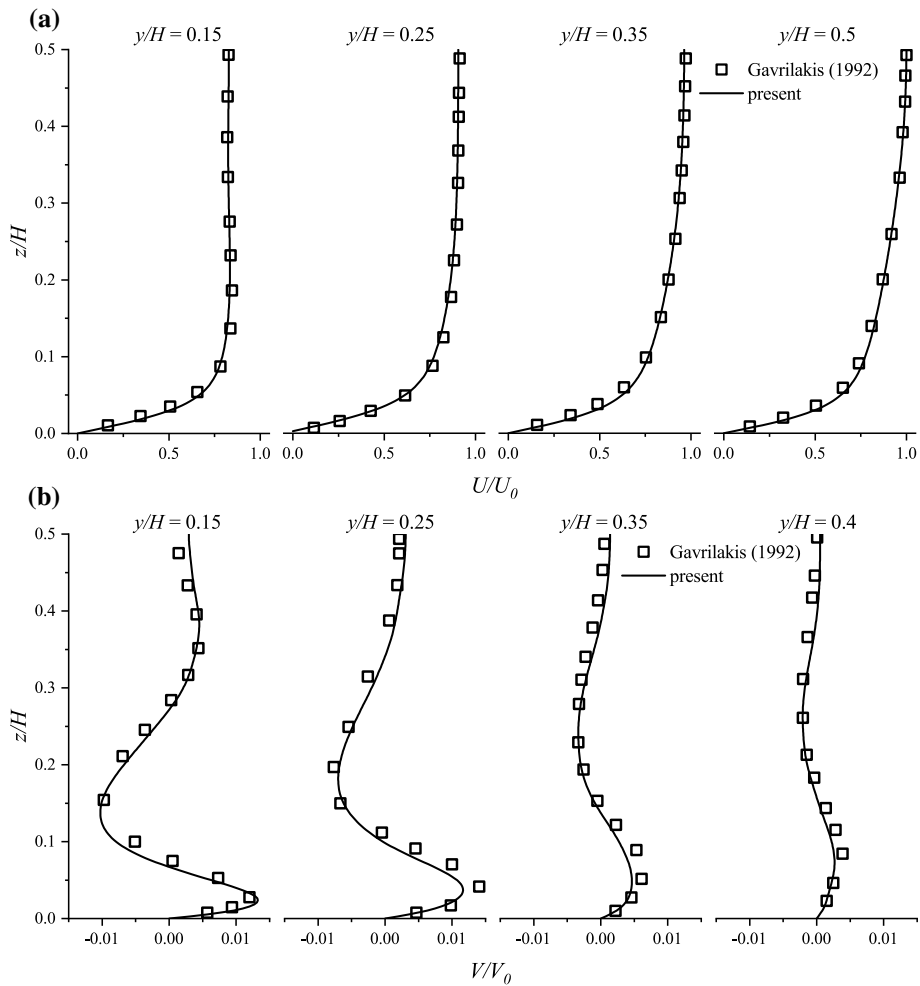 (a)
y/H = 0.15 y/H = 0.25 y/H = 0.35 y/H = 0.5
0.5
Gavrilakis (1992)
present
0.4
0.3
z/H
0.2
0.1
0.0
0.0 0.5 1.0 0.0 0.5 1.0 0.0 0.5 1.0 0.0 0.5 1.0
U/U0
(b)
y/H = 0.15 y/H = 0.25 y/H = 0.35 y/H = 0.4
0.5
Gavrilakis (1992)
present
0.4
0.3
z/H
0.2
0.1
0.0
-0.01 0.00 0.01 -0.01 0.00 0.01 -0.01 0.00 0.01 -0.01 0.00 0.01
V/V0